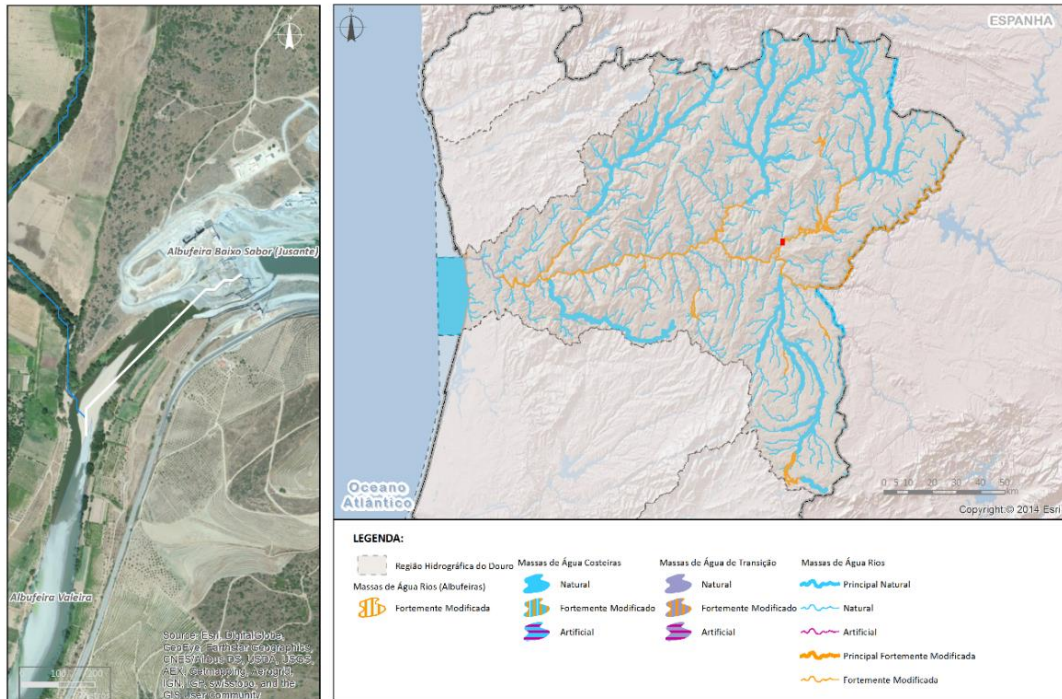 N
Albufeira Baixo Sabor (Jusante)
Albufeira Valeira
Source: Esri, DigitalGlobe,
GeoEye, Earthstar Geographics,
CNES/Airbus DS, USDA, USGS,
AEX, Getmapping, Aerogrid,
IGN, IGP, swisstopo, and the
GIS User Community
N
ESPANHA
Oceano
Atlântico
0 5 10 20 30 40 50
km
Copyright:© 2014 Esri
LEGENDA:
Região Hidrográfica do Douro
Massas de Água Rios (Albufeiras)
Fortemente Modificada
Massas de Água Costeiras
Natural
Fortemente Modificado
Artificial
Massas de Água de Transição
Natural
Fortemente Modificado
Artificial
Massas de Água Rios
Principal Natural
Natural
Artificial
Principal Fortemente Modificada
Fortemente Modificada